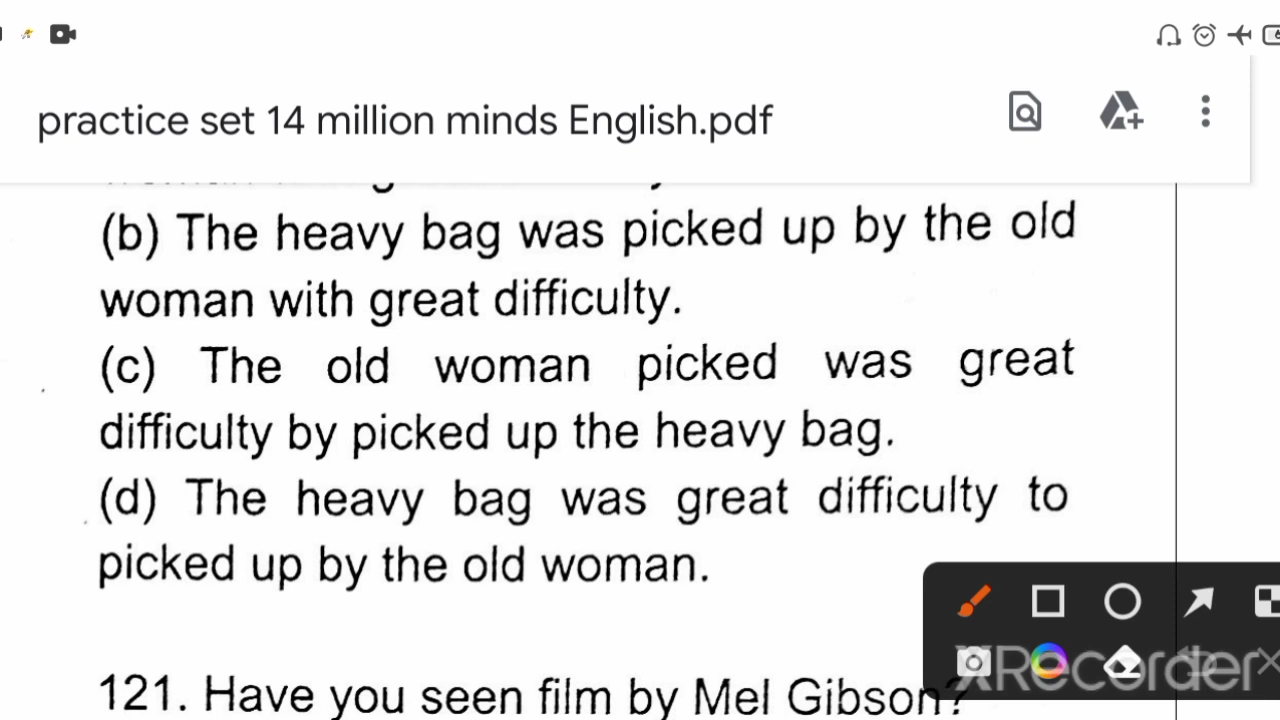 practice set 14 million minds English.pdf
(b) The heavy bag was picked up by the old
woman with great difficulty.
(c) The old woman picked was great
difficulty by picked up the heavy bag.
(d) The heavy bag was great difficulty to
picked up by the old woman.
121. Have you seen film by Mel Gibson?
XRecorder